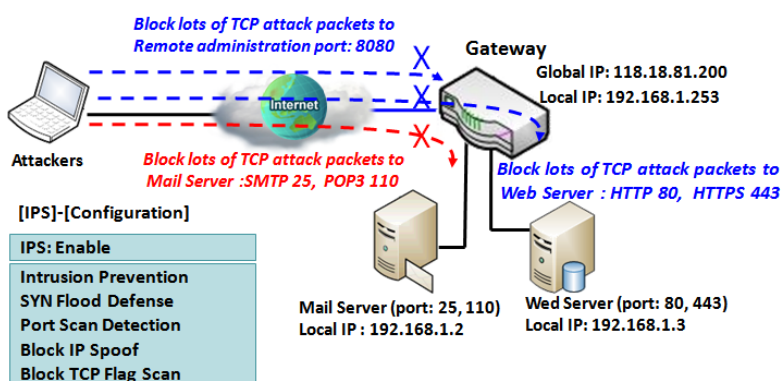 Block lots of TCP attack packets to
Remote administration port: 8080
Gateway
Global IP: 118.18.81.200
Local IP: 192.168.1.253
Internet
Attackers
Block lots of TCP attack packets to
Mail Server :SMTP 25, POP3 110
Block lots of TCP attack packets to
Web Server : HTTP 80, HTTPS 443
[IPS]-[Configuration]
IPS: Enable
Intrusion Prevention
SYN Flood Defense
Port Scan Detection
Block IP Spoof
Block TCP Flag Scan
Mail Server (port: 25, 110)
Local IP : 192.168.1.2
Wed Server (port: 80, 443)
Local IP: 192.168.1.3